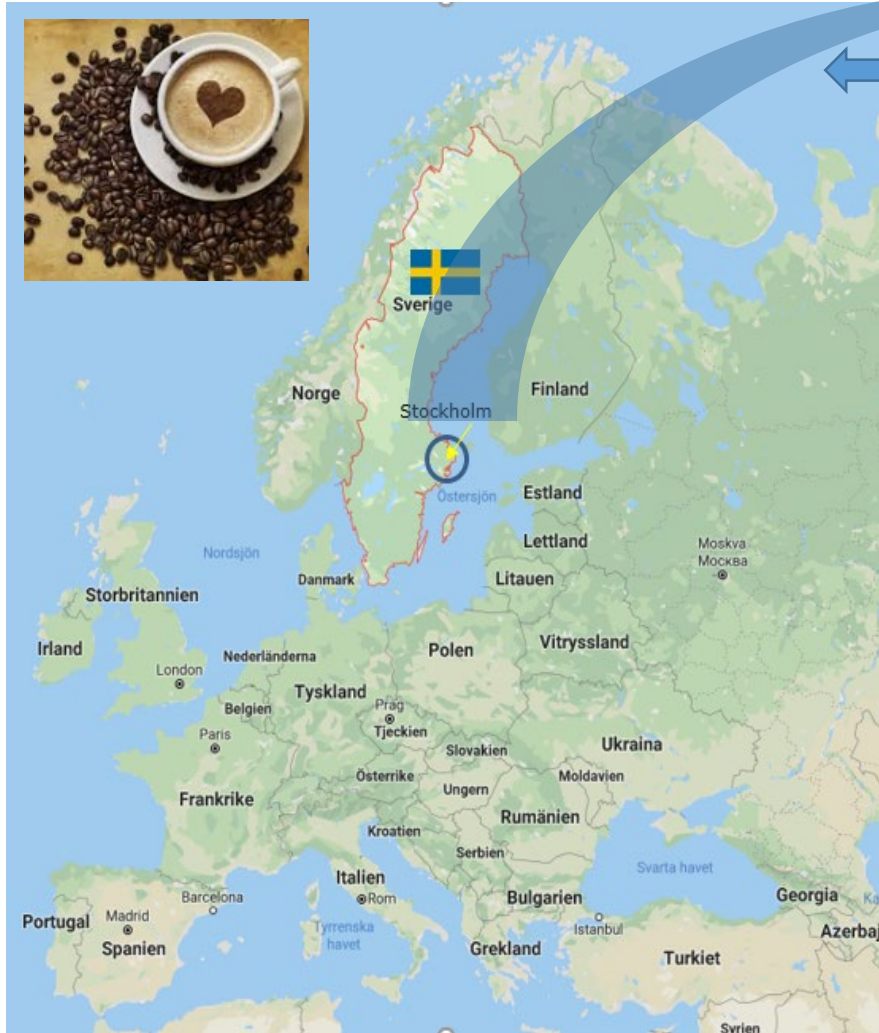 Sverige
Norge
Finland
Stockholm
Östersjön
Estland
Nordsjön
Lettland
Moskva
Москва
Danmark
Litauen
Storbritannien
Irland
Vitryssland
Polen
Nederländerna
London
Tyskland
Belgien
Prag
Tjeckien
Paris
Slovakien
Ukraina
Österrike
Moldavien
Ungern
Frankrike
Rumänien
Kroatien
Serbien
Svarta havet
Italien
Barcelona
Rom
Bulgarien
Georgia
Portugal
Madrid
Tyrrenska
havet
Istanbul
Spanien
Grekland
Turkiet
Azerbaj
Syrien